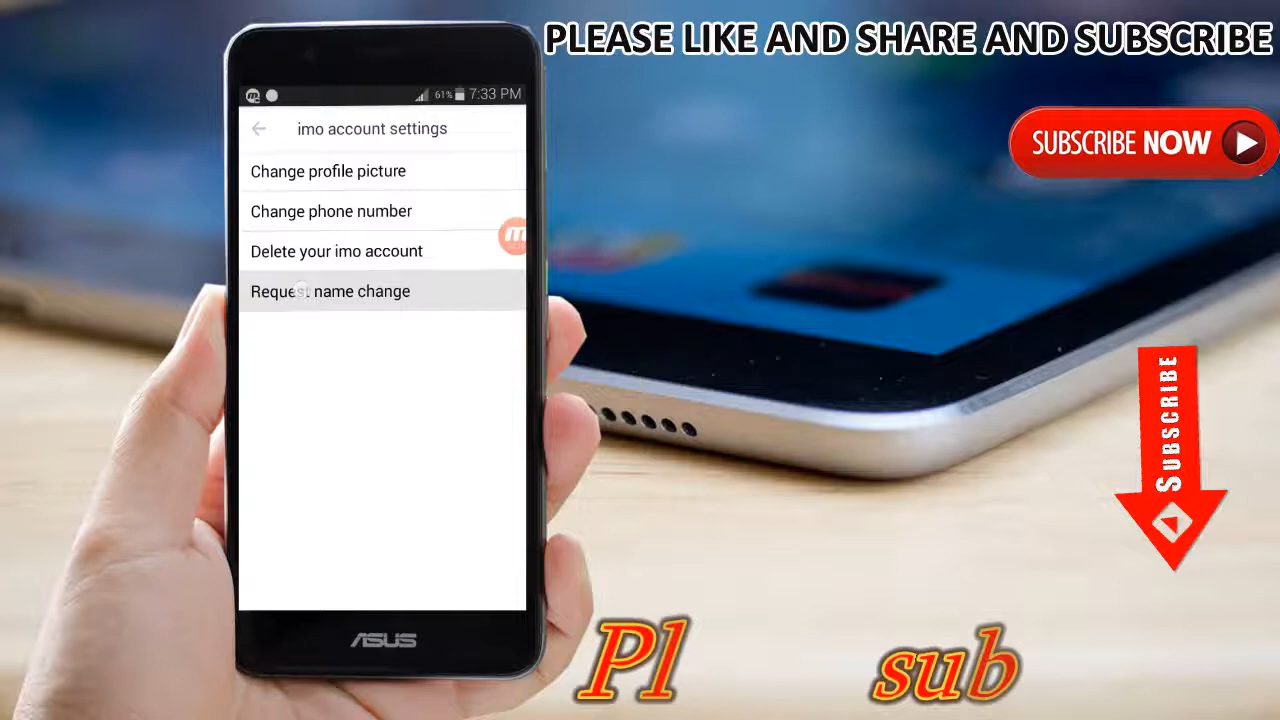 PLEASE LIKE AND SHARE AND SUBSCRIBE
61% 7:33 PM
imo account settings
Change profile picture
Change phone number
Delete your imo account
Request name change
SUBSCRIBE NOW
SUBSCRIBE
ASUS
Pl sub